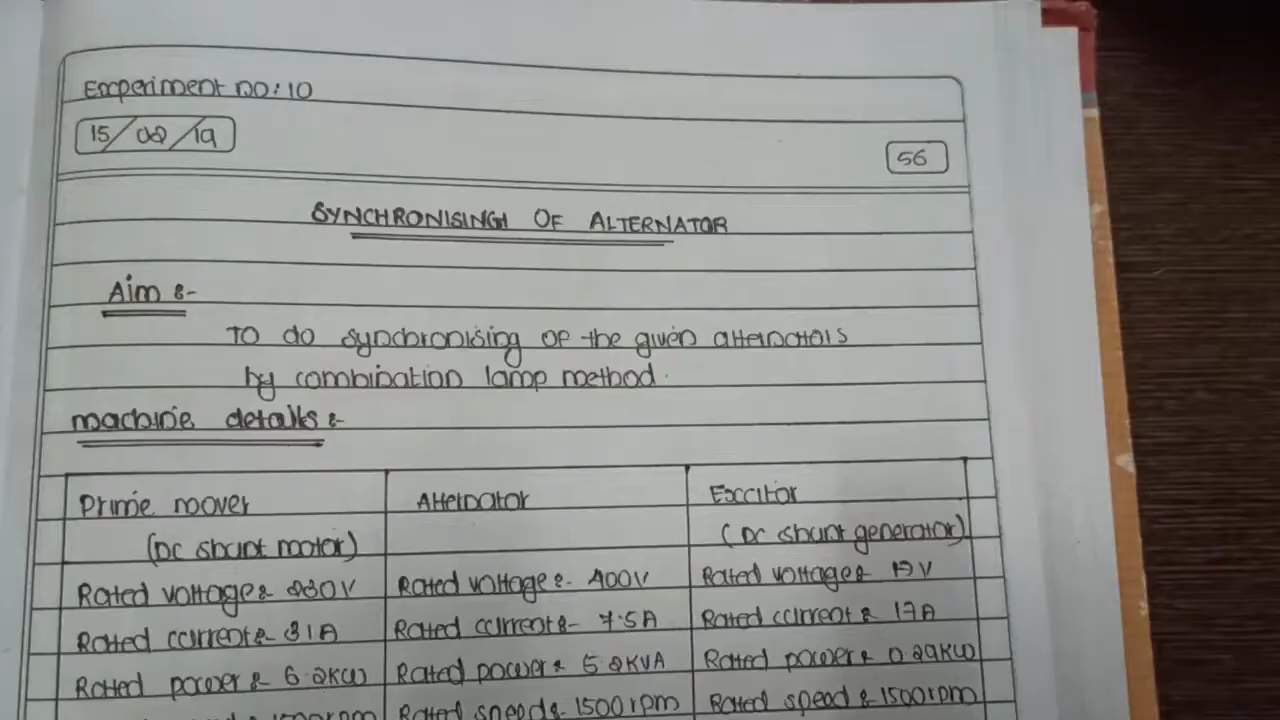 Experiment no: 10
15/02/19
56
SYNCHRONISING OF ALTERNATOR
Aim :-
To do synchronising of the given alternators
by combination lamp method.
machine details :-
Prime mover
Alternator
Exciter
(DC shunt motor)
(DC shunt generator)
Rated voltage: 230V
Rated voltage :- 400V
Rated voltage: 17V
Rated current :- 31A
Rated current :- 7.5A
Rated current : 17A
Rated power : 6.2KW
Rated power : 5.2KVA
Rated power : 0.29KW
1500rpm
Rated speed :- 1500rpm
Rated speed : 1500rpm